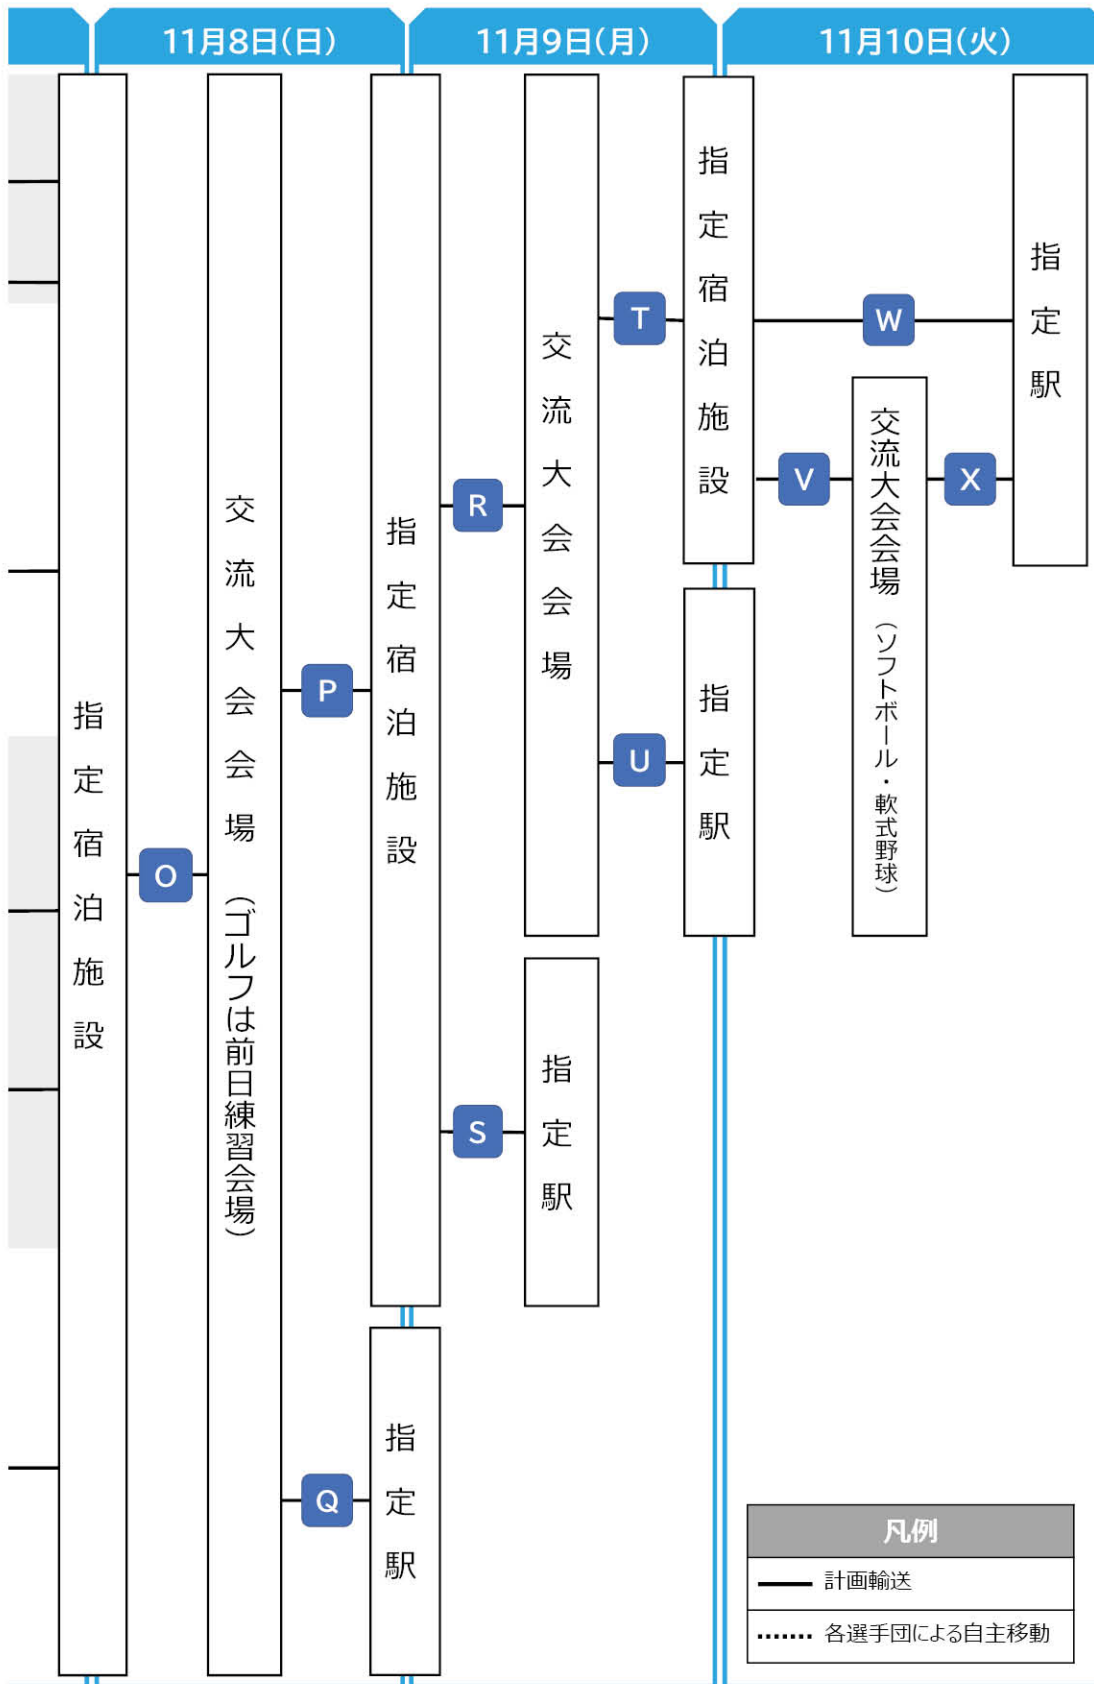 11月8日(日)
11月9日(月)
11月10日(火)
指定宿泊施設
O
交流大会会場（ゴルフは前日練習会場）
P
Q
指定宿泊施設
指定駅
R
S
交流大会会場
指定駅
T
U
指定宿泊施設
指定駅
W
V
交流大会会場（ソフトボール・軟式野球）
X
指定駅
凡例
計画輸送
各選手団による自主移動